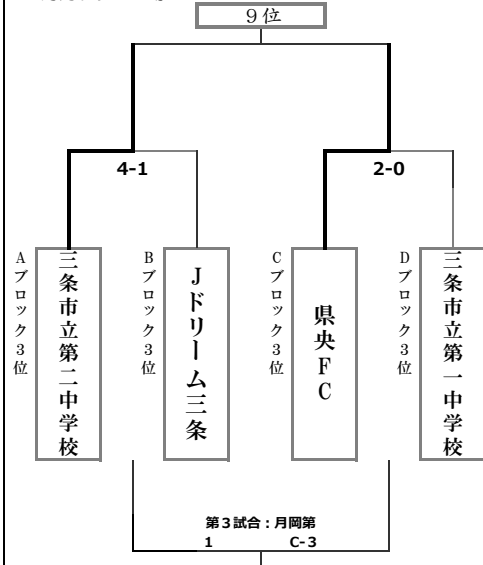 9位
4-1
2-0
Aブロック3位
三条市立第二中学校
Bブロック3位
Jドリーム三条
Cブロック3位
県央FC
Dブロック3位
三条市立第一中学校
第3試合：月岡第
1 C-3